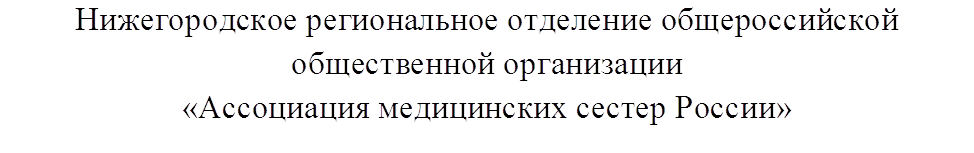 Нижегородское региональное отделение общероссийской
общественной организации
«Ассоциация медицинских сестер России»